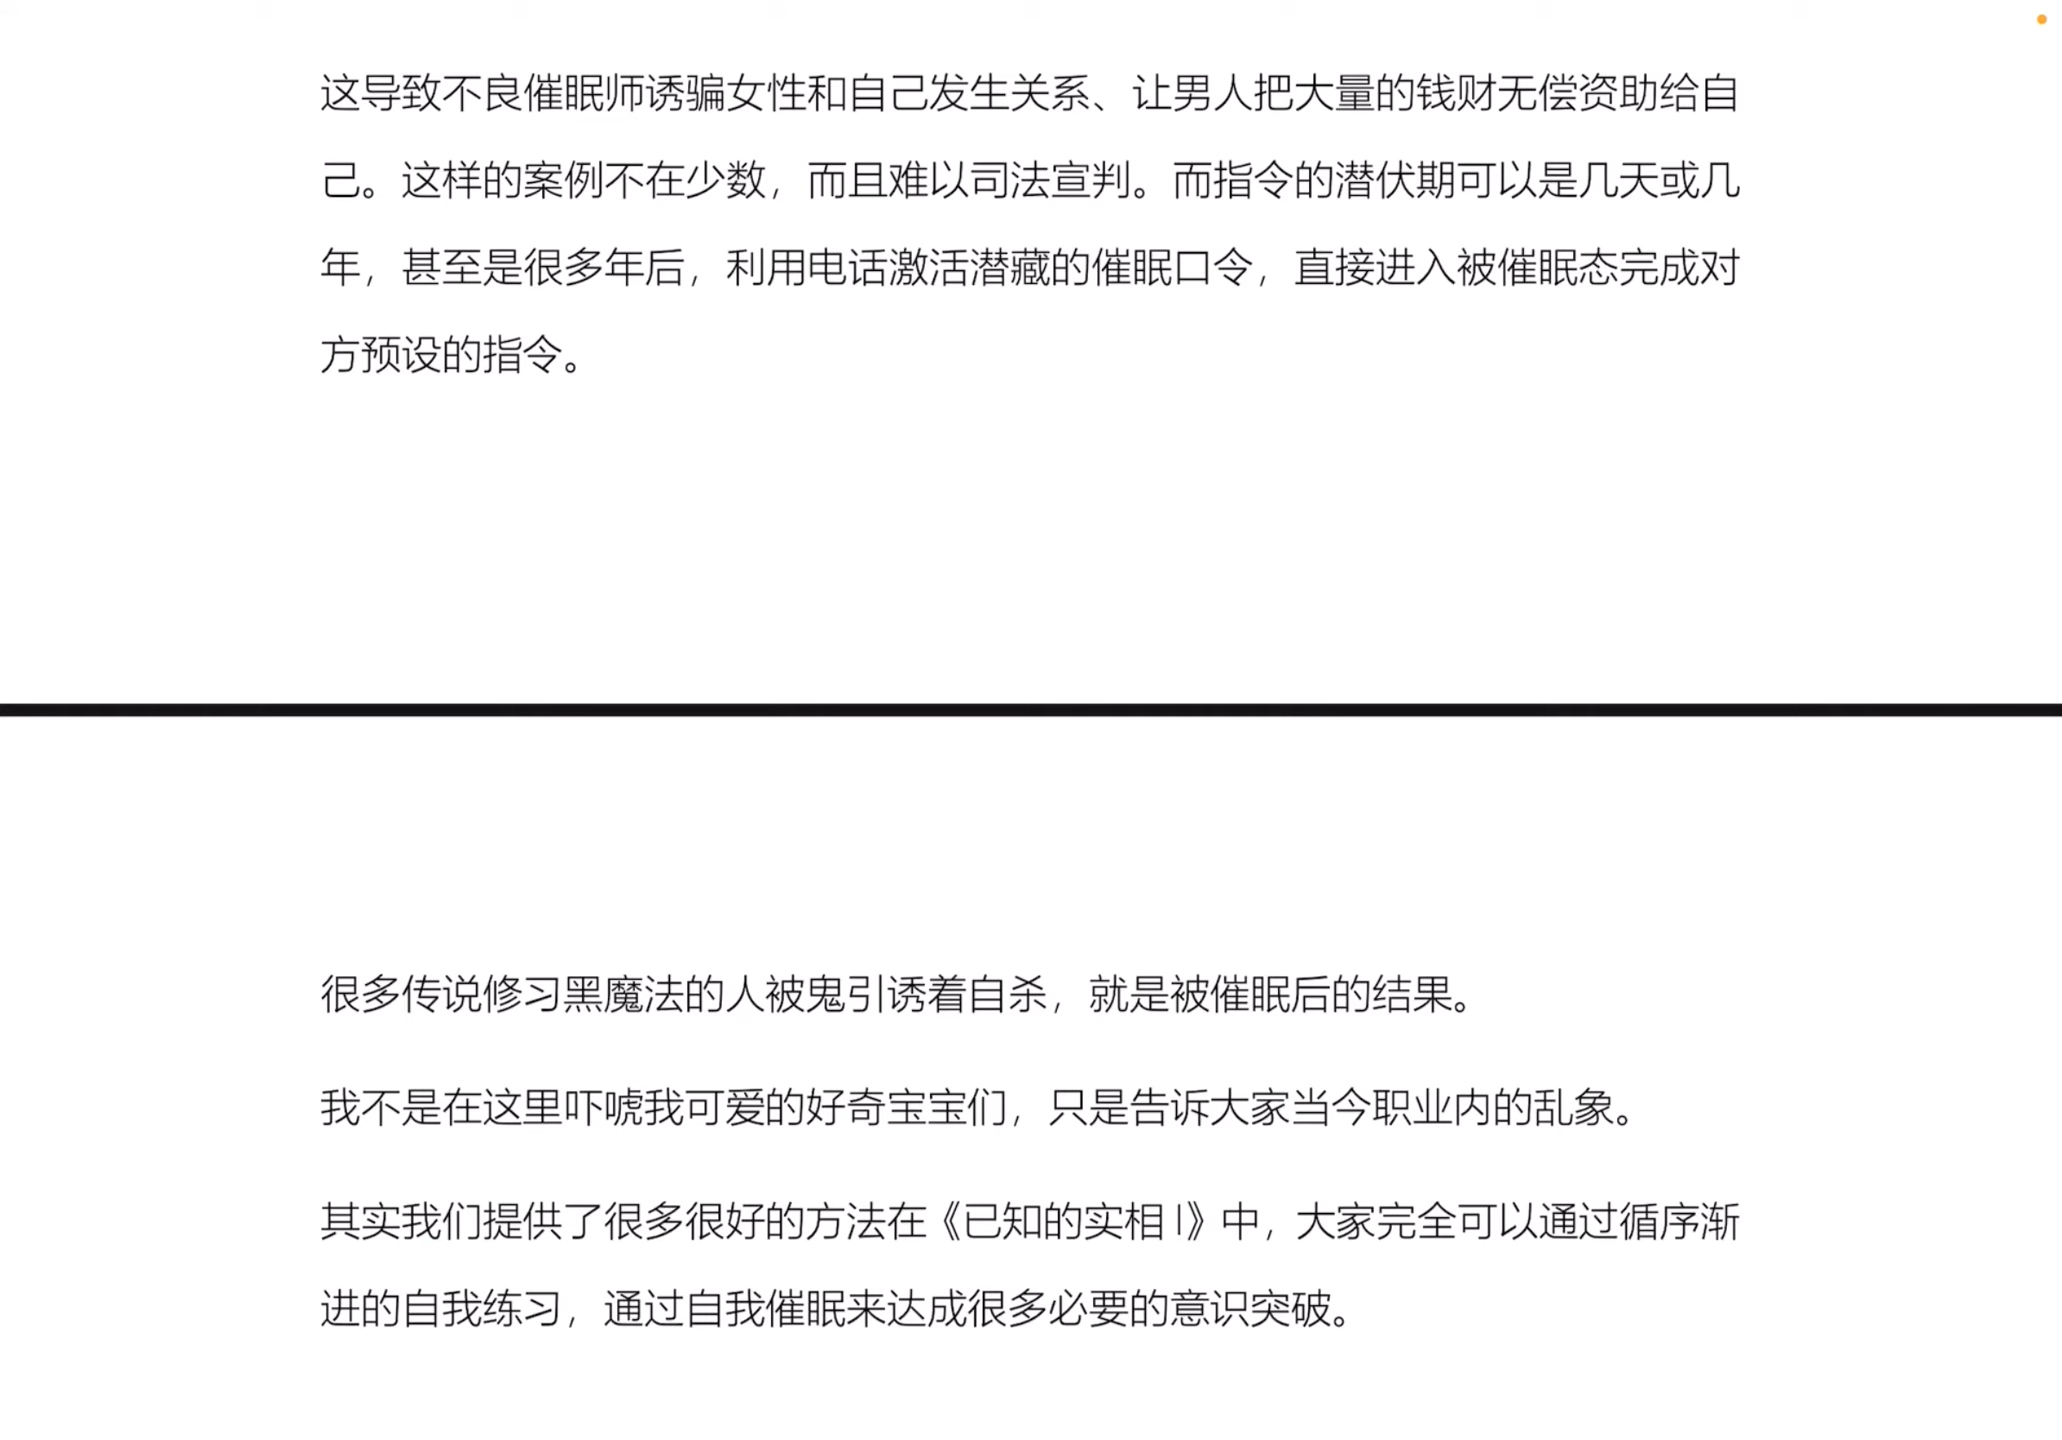 这导致不良催眠师诱骗女性和自己发生关系、让男人把大量的钱财无偿资助给自
己。这样的案例不在少数，而且难以司法宣判。而指令的潜伏期可以是几天或几
年，甚至是很多年后，利用电话激活潜藏的催眠口令，直接进入被催眠态完成对
方预设的指令。
很多传说修习黑魔法的人被鬼引诱着自杀，就是被催眠后的结果。
我不是在这里吓唬我可爱的好奇宝宝们，只是告诉大家当今职业内的乱象。
其实我们提供了很多很好的方法在《已知的实相 I》中，大家完全可以通过循序渐
进的自我练习，通过自我催眠来达成很多必要的意识突破。